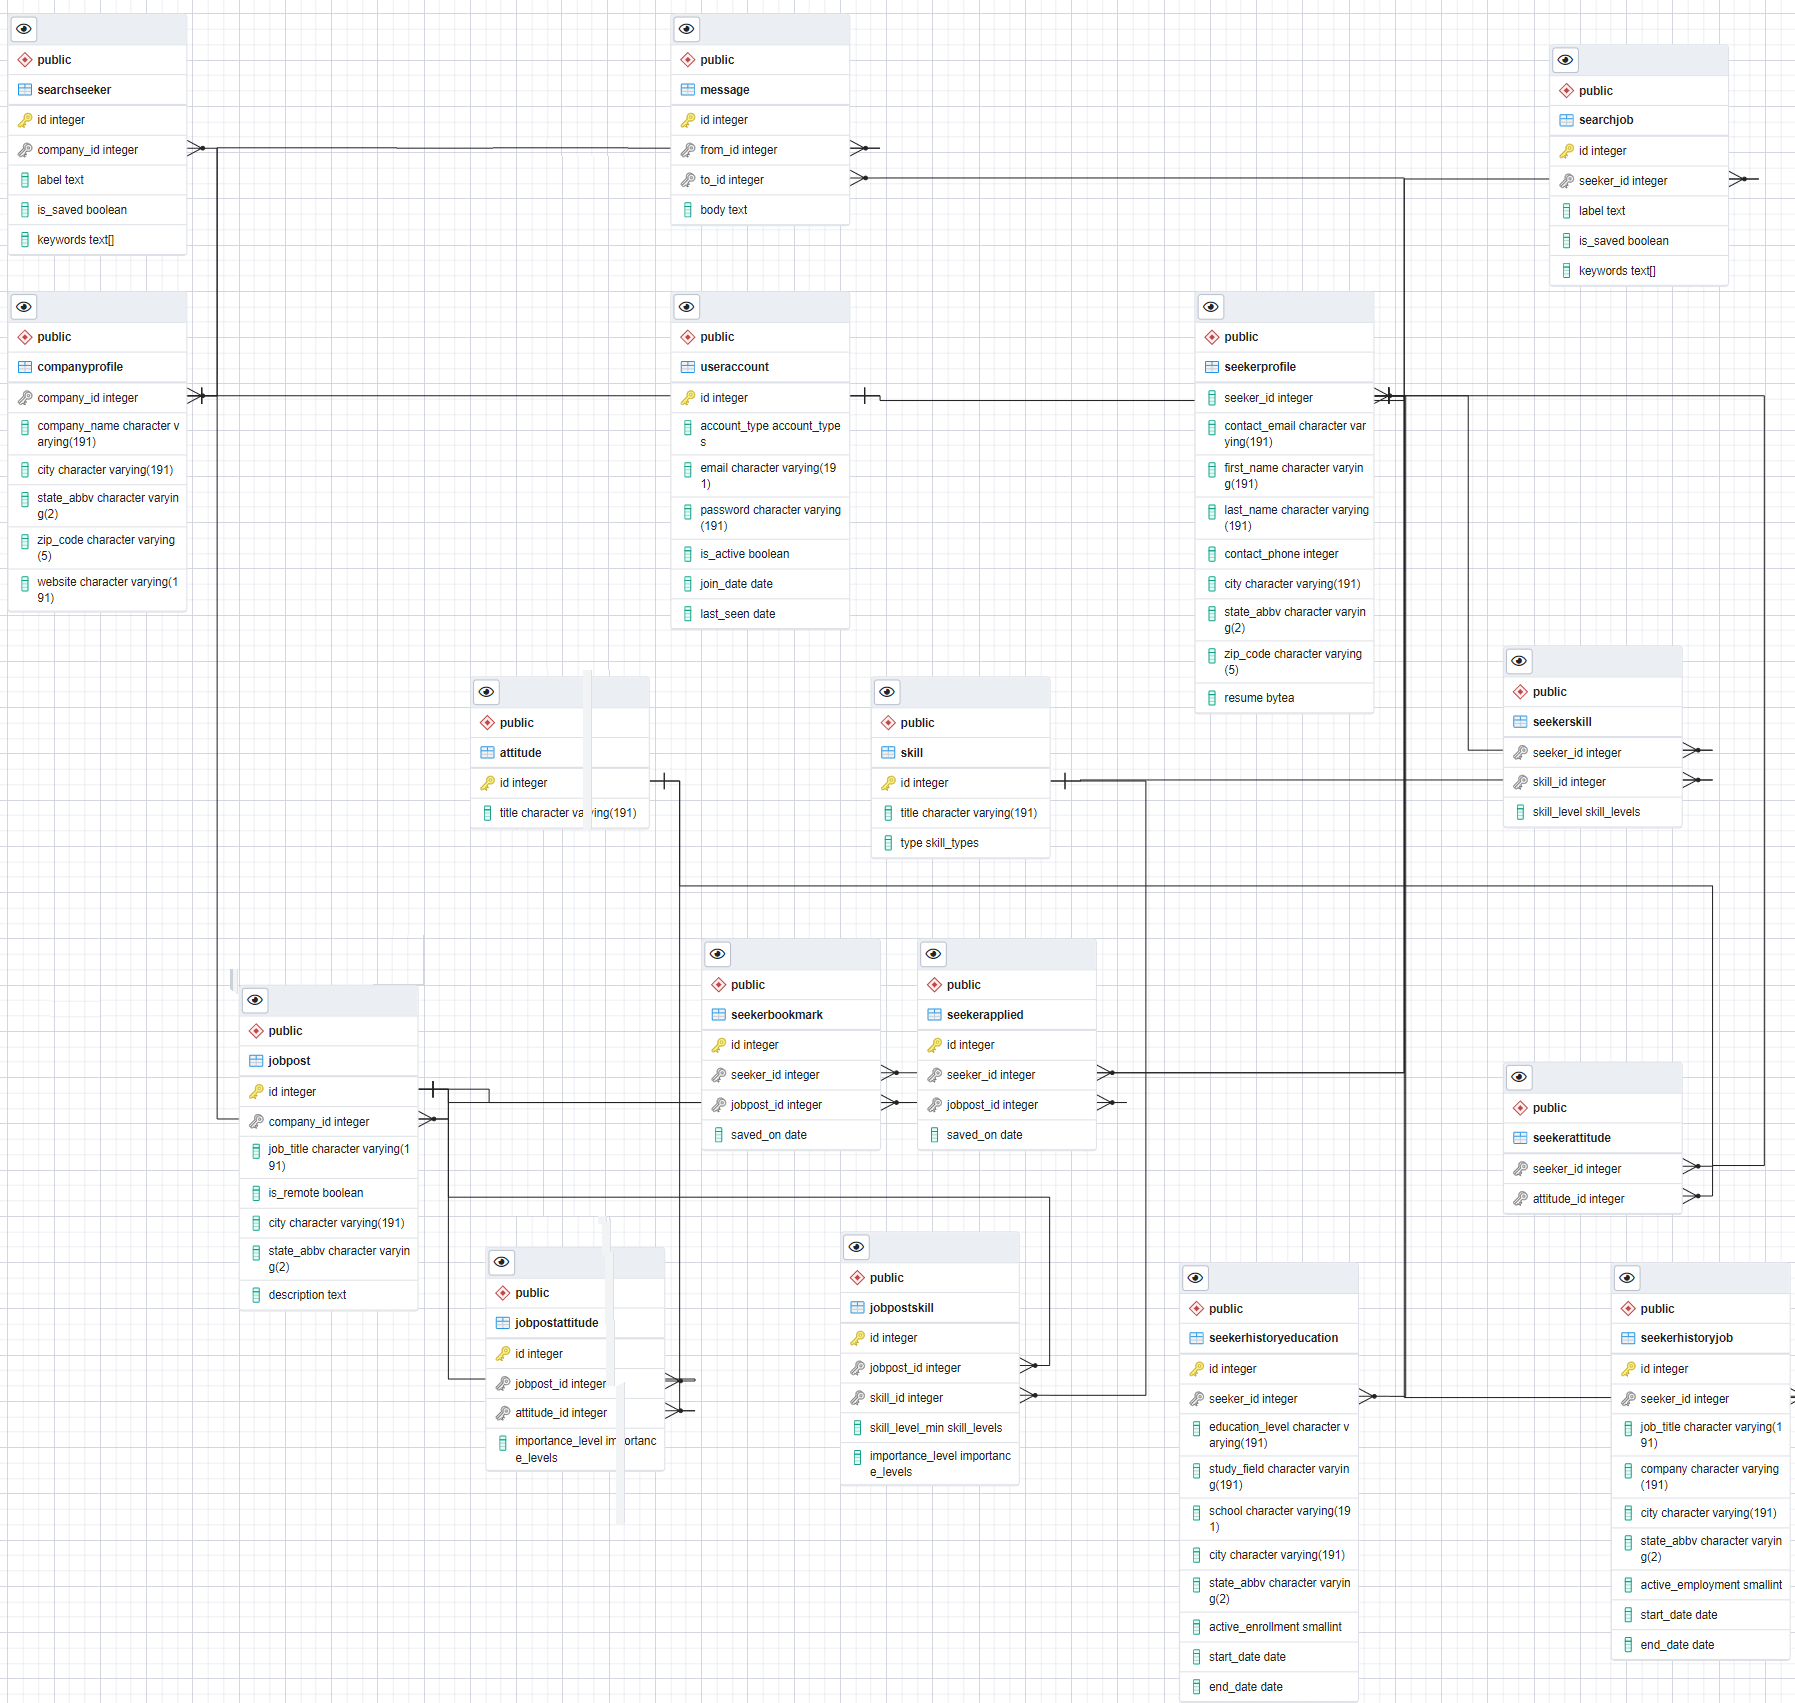 public
searchseeker
id integer
company_id integer
label text
is_saved boolean
keywords text[]
public
message
id integer
from_id integer
to_id integer
body text
public
searchjob
id integer
seeker_id integer
label text
is_saved boolean
keywords text[]
public
companyprofile
company_id integer
company_name character v
arying(191)
city character varying(191)
state_abbv character varyin
g(2)
zip_code character varying
(5)
website character varying(1
91)
public
useraccount
id integer
account_type account_type
s
email character varying(19
1)
password character varying
(191)
is_active boolean
join_date date
last_seen date
public
seekerprofile
seeker_id integer
contact_email character var
ying(191)
first_name character varyin
g(191)
last_name character varying
(191)
contact_phone integer
city character varying(191)
state_abbv character varyin
g(2)
zip_code character varying
(5)
resume bytea
public
attitude
id integer
title character varying(191)
public
skill
id integer
title character varying(191)
type skill_types
public
seekerskill
seeker_id integer
skill_id integer
skill_level skill_levels
public
jobpost
id integer
company_id integer
job_title character varying(1
91)
is_remote boolean
city character varying(191)
state_abbv character varyin
g(2)
description text
public
seekerbookmark
id integer
seeker_id integer
jobpost_id integer
saved_on date
public
seekerapplied
id integer
seeker_id integer
jobpost_id integer
saved_on date
public
seekerattitude
seeker_id integer
attitude_id integer
public
jobpostattitude
id integer
jobpost_id integer
attitude_id integer
importance_level importanc
e_levels
public
jobpostskill
id integer
jobpost_id integer
skill_id integer
skill_level_min skill_levels
importance_level importanc
e_levels
public
seekerhistoryeducation
id integer
seeker_id integer
education_level character v
arying(191)
study_field character varyin
g(191)
school character varying(19
1)
city character varying(191)
state_abbv character varyin
g(2)
active_enrollment smallint
start_date date
end_date date
public
seekerhistoryjob
id integer
seeker_id integer
job_title character varying(1
91)
company character varying
(191)
city character varying(191)
state_abbv character varyin
g(2)
active_employment smallint
start_date date
end_date date